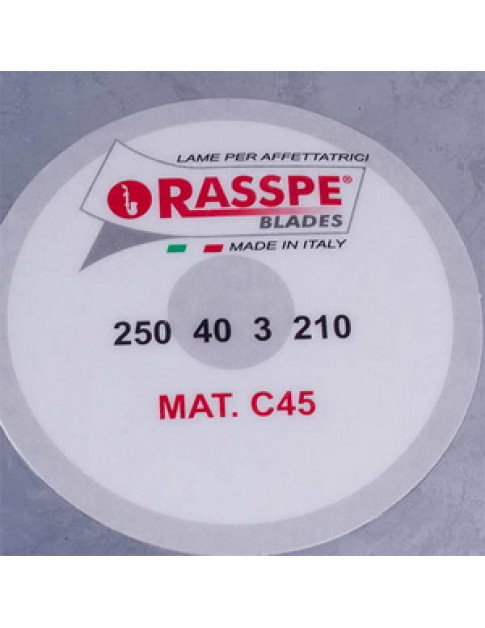 LAME PER AFFETTATRICI
RASSPE®
BLADES
MADE IN ITALY
250 40 3 210
MAT. C45